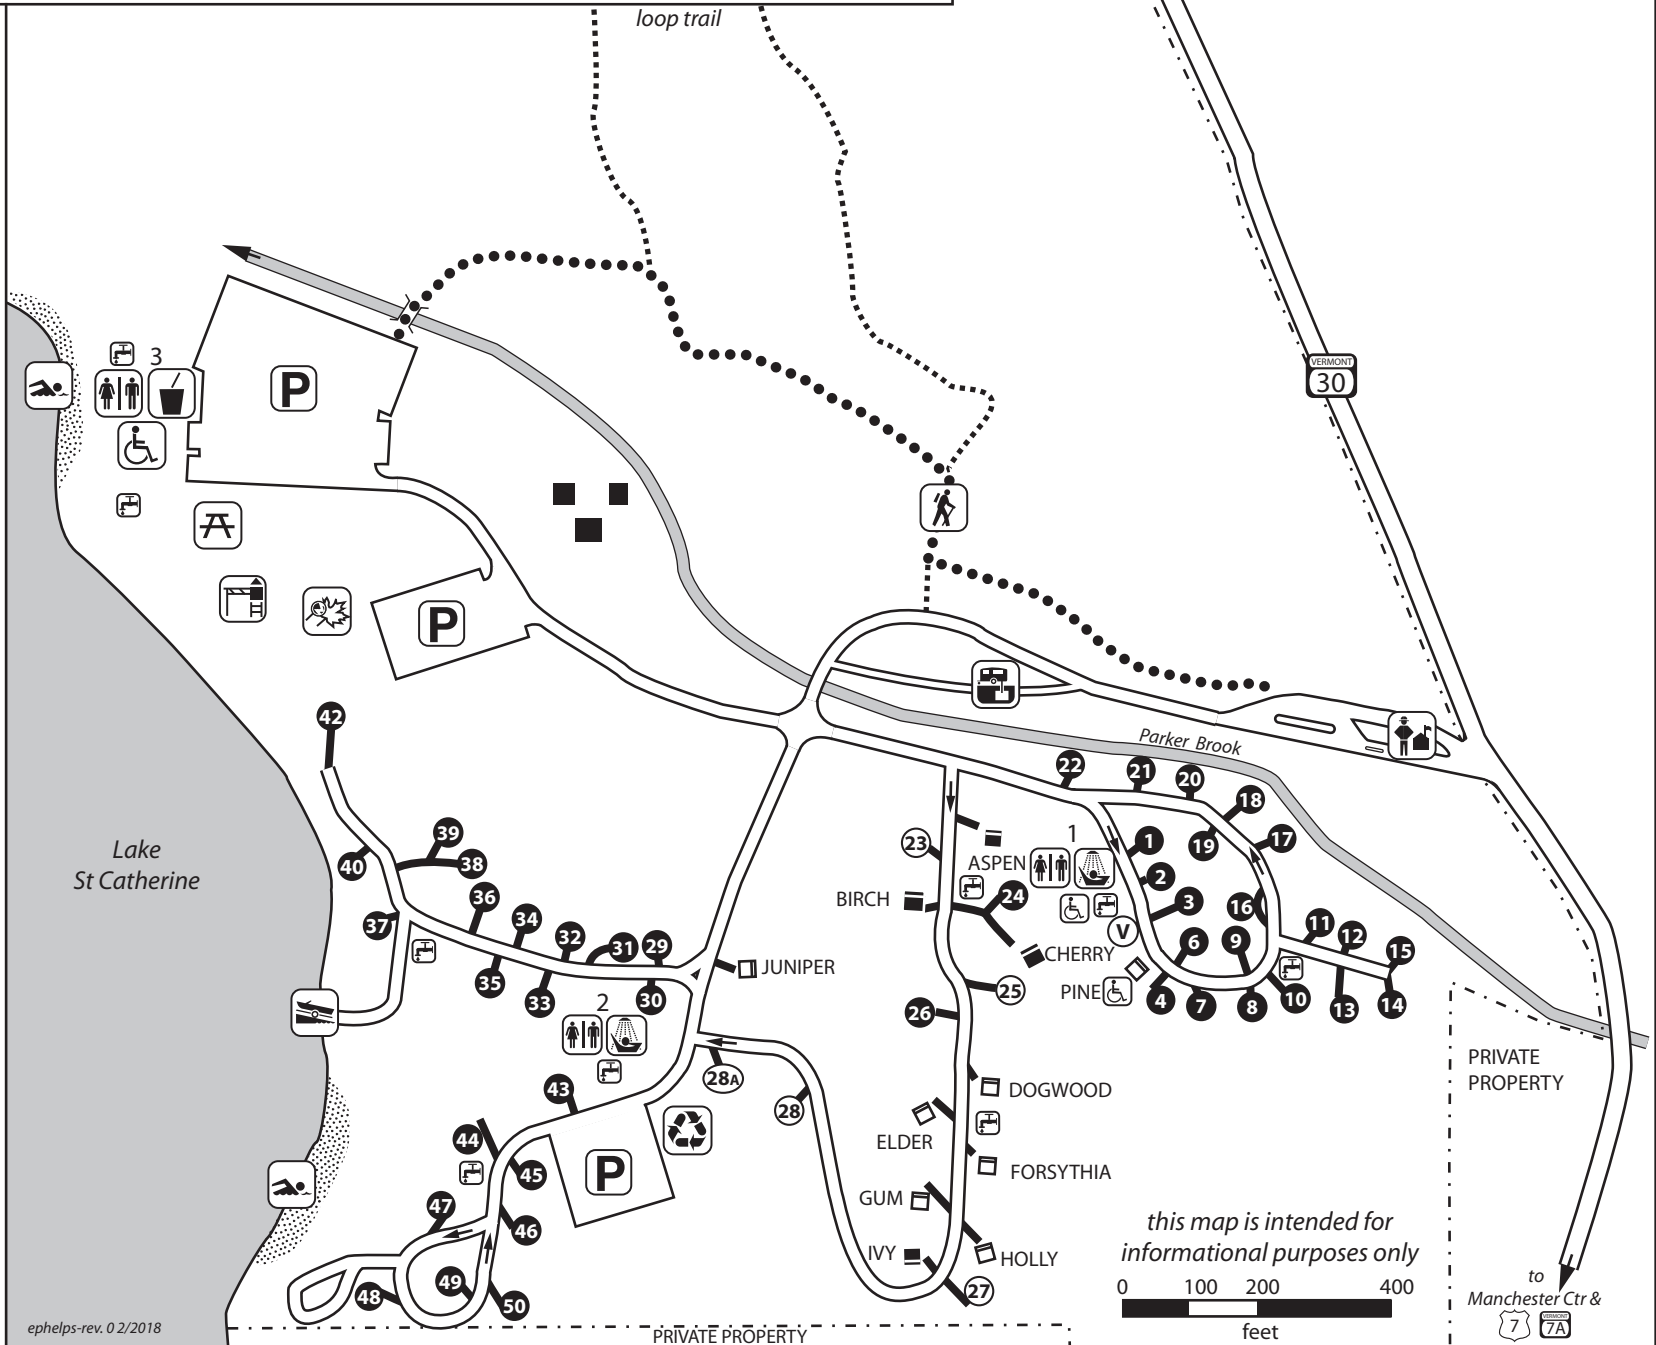 loop trail
VERMONT
30
3
P
P
42
Parker Brook
22
21
20
18
17
19
1
1
2
3
39
38
40
23
ASPEN
BIRCH
24
V
16
11
12
15
Lake
St Catherine
36
34
37
32
31
29
CHERRY
6
9
JUNIPER
35
33
30
25
PINE
4
7
8
10
13
14
26
2
PRIVATE
PROPERTY
28A
43
28
DOGWOOD
44
ELDER
45
P
FORSYTHIA
47
46
GUM
this map is intended for
informational purposes only
IVY
HOLLY
48
49
50
27
0 100 200 400
feet
to
Manchester Ctr &
7
VERMONT
7A
ephelps-rev. 0 2/2018
PRIVATE PROPERTY